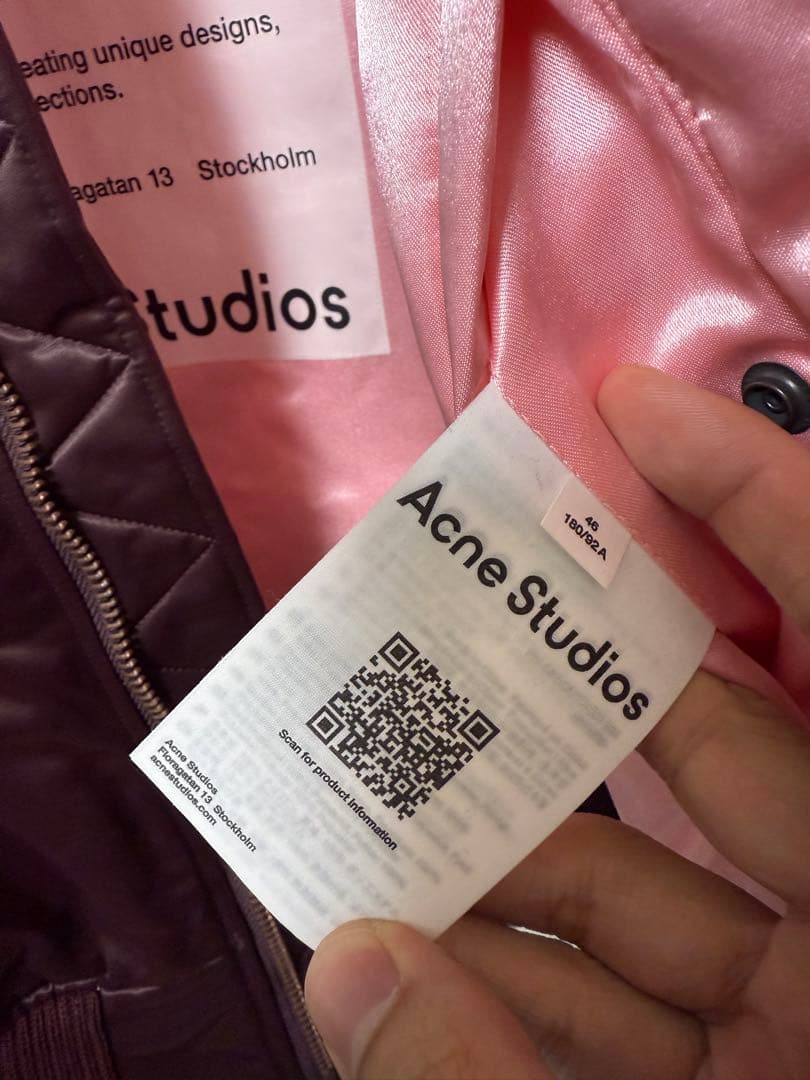 eating unique designs,
ections.
agatan 13 Stockholm
Studios
46
180/92A
Acne Studios
Scan for product information
Acne Studios
Floragatan 13 Stockholm
acnestudios.com